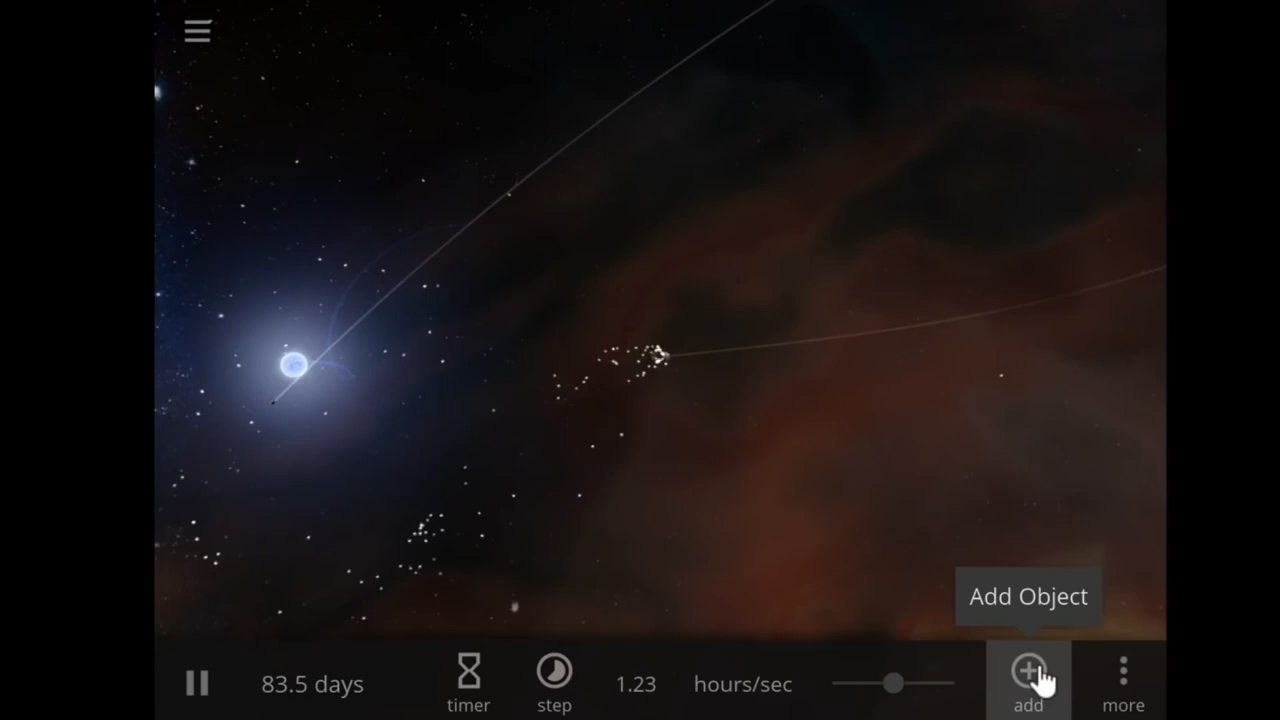 Add Object
83.5 days
timer
step
1.23 hours/sec
add
more